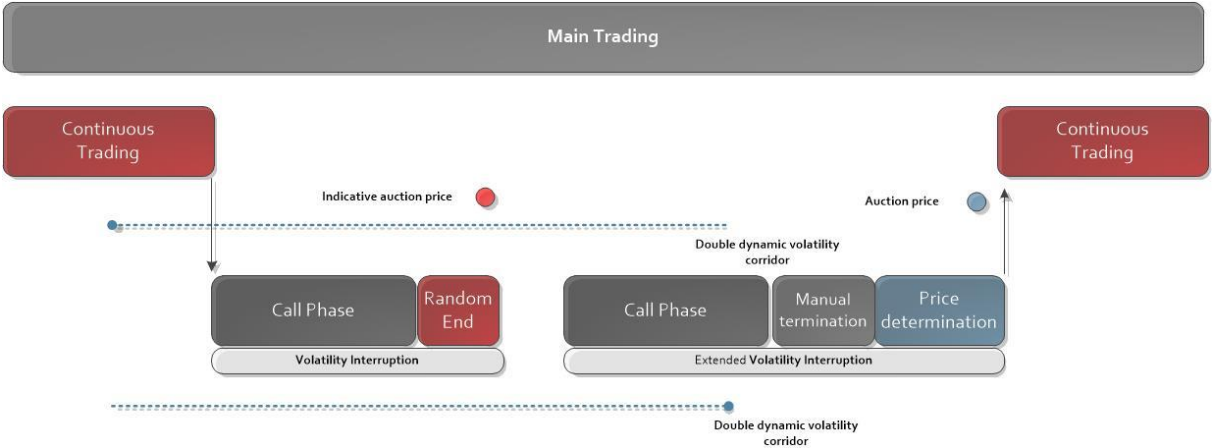 Main Trading
Continuous
Trading
Continuous
Trading
Indicative auction price
Auction price
Double dynamic volatility
corridor
Call Phase
Random
End
Call Phase
Manual
termination
Price
determination
Volatility Interruption
Extended Volatility Interruption
Double dynamic volatility
corridor